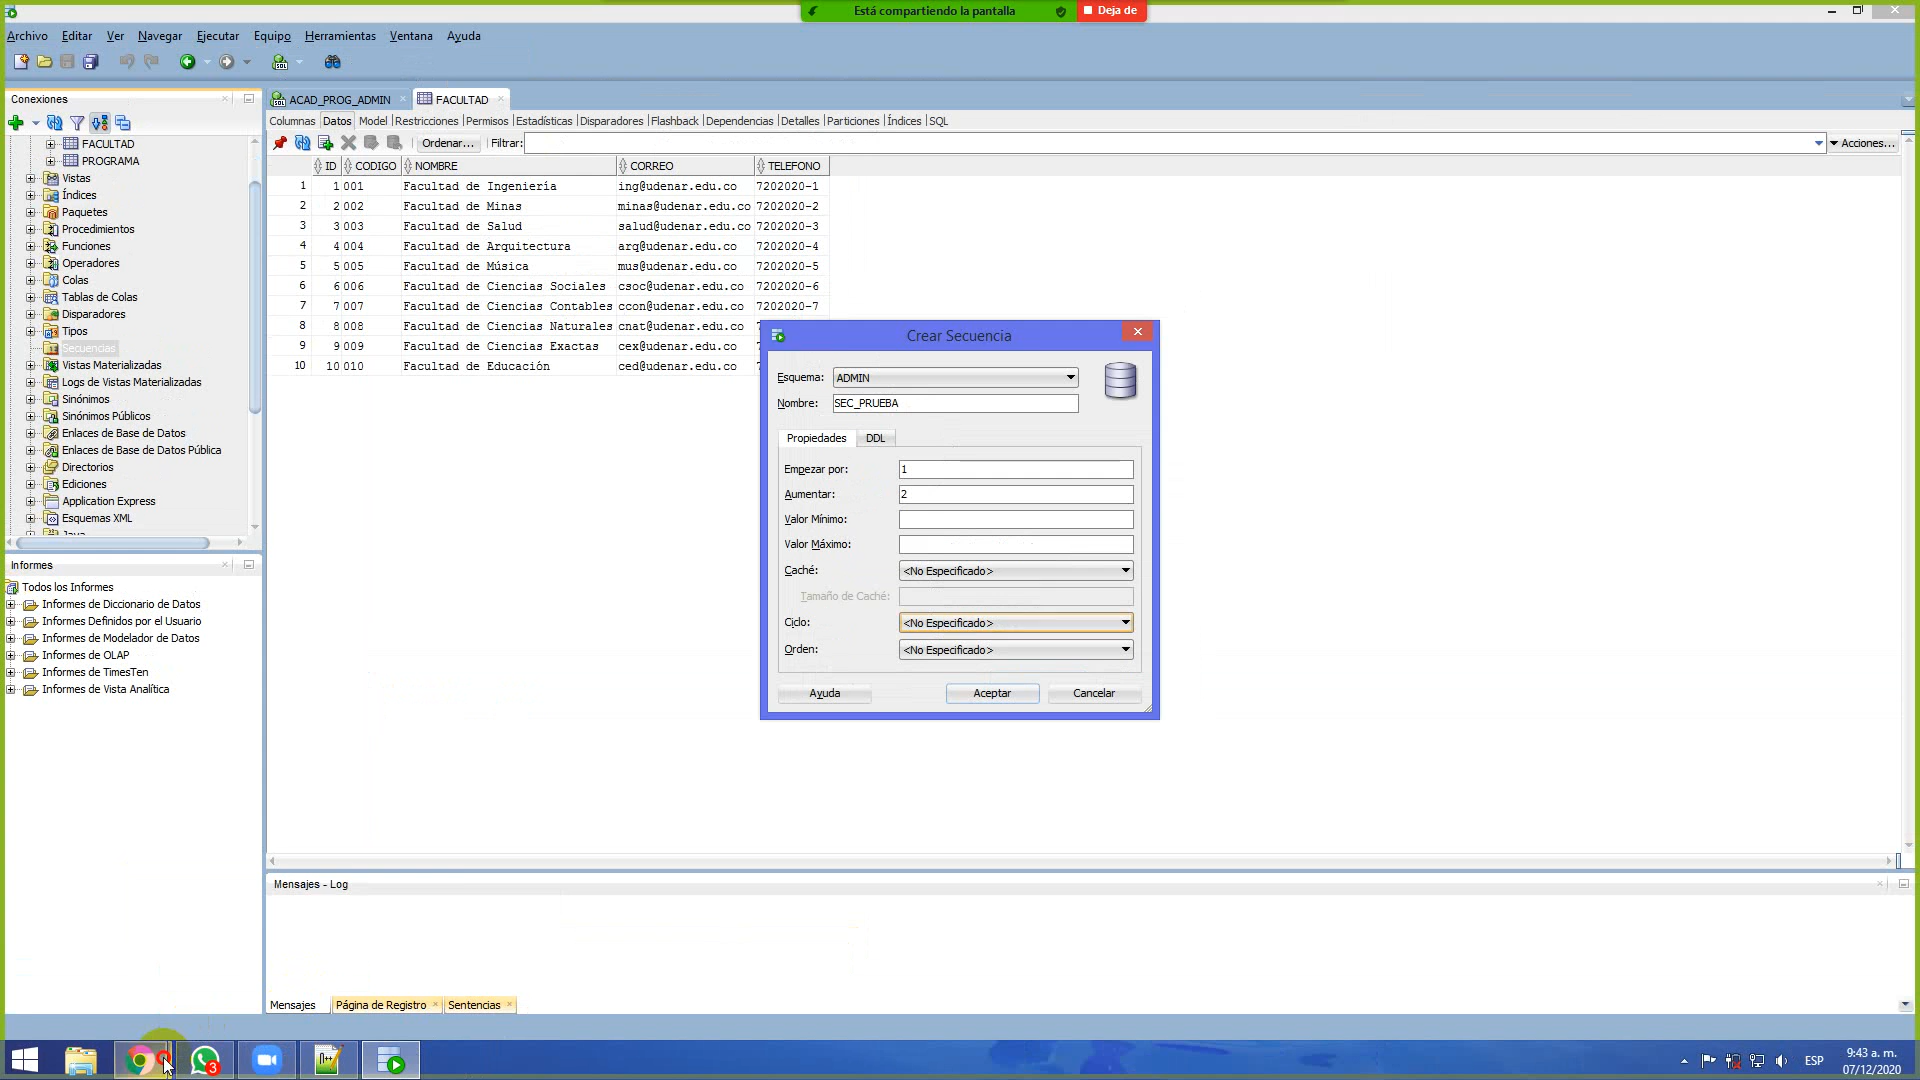 Está compartiendo la pantalla
Deja de
Archivo Editar Ver Navegar Ejecutar Equipo Herramientas Ventana Ayuda
Conexiones
FACULTAD
PROGRAMA
Vistas
Índices
Paquetes
Procedimientos
Funciones
Operadores
Colas
Tablas de Colas
Disparadores
Tipos
Secuencias
Vistas Materializadas
Logs de Vistas Materializadas
Sinónimos
Sinónimos Públicos
Enlaces de Base de Datos
Enlaces de Base de Datos Pública
Directorios
Ediciones
Application Express
Esquemas XML
Java
Informes
Todos los Informes
Informes de Diccionario de Datos
Informes Definidos por el Usuario
Informes de Modelador de Datos
Informes de OLAP
Informes de TimesTen
Informes de Vista Analítica
ACAD_PROG_ADMIN
FACULTAD
Columnas Datos Model Restricciones Permisos Estadísticas Disparadores Flashback Dependencias Detalles Particiones Índices SQL
Ordenar... Filtrar: Acciones...
ID CODIGO NOMBRE CORREO TELEFONO
1 1 001 Facultad de Ingeniería ing@udenar.edu.co 7202020-1
2 2 002 Facultad de Minas minas@udenar.edu.co 7202020-2
3 3 003 Facultad de Salud salud@udenar.edu.co 7202020-3
4 4 004 Facultad de Arquitectura arq@udenar.edu.co 7202020-4
5 5 005 Facultad de Música mus@udenar.edu.co 7202020-5
6 6 006 Facultad de Ciencias Sociales csoc@udenar.edu.co 7202020-6
7 7 007 Facultad de Ciencias Contables ccon@udenar.edu.co 7202020-7
8 8 008 Facultad de Ciencias Naturales cnat@udenar.edu.co
9 9 009 Facultad de Ciencias Exactas cex@udenar.edu.co
10 10 010 Facultad de Educación ced@udenar.edu.co
Crear Secuencia
Esquema: ADMIN
Nombre: SEC_PRUEBA
Propiedades DDL
Empezar por: 1
Aumentar: 2
Valor Mínimo:
Valor Máximo:
Caché: <No Especificado>
Tamaño de Caché:
Ciclo: <No Especificado>
Orden: <No Especificado>
Ayuda Aceptar Cancelar
Mensajes - Log
Mensajes Página de Registro Sentencias
3
ESP
9:43 a. m.
07/12/2020